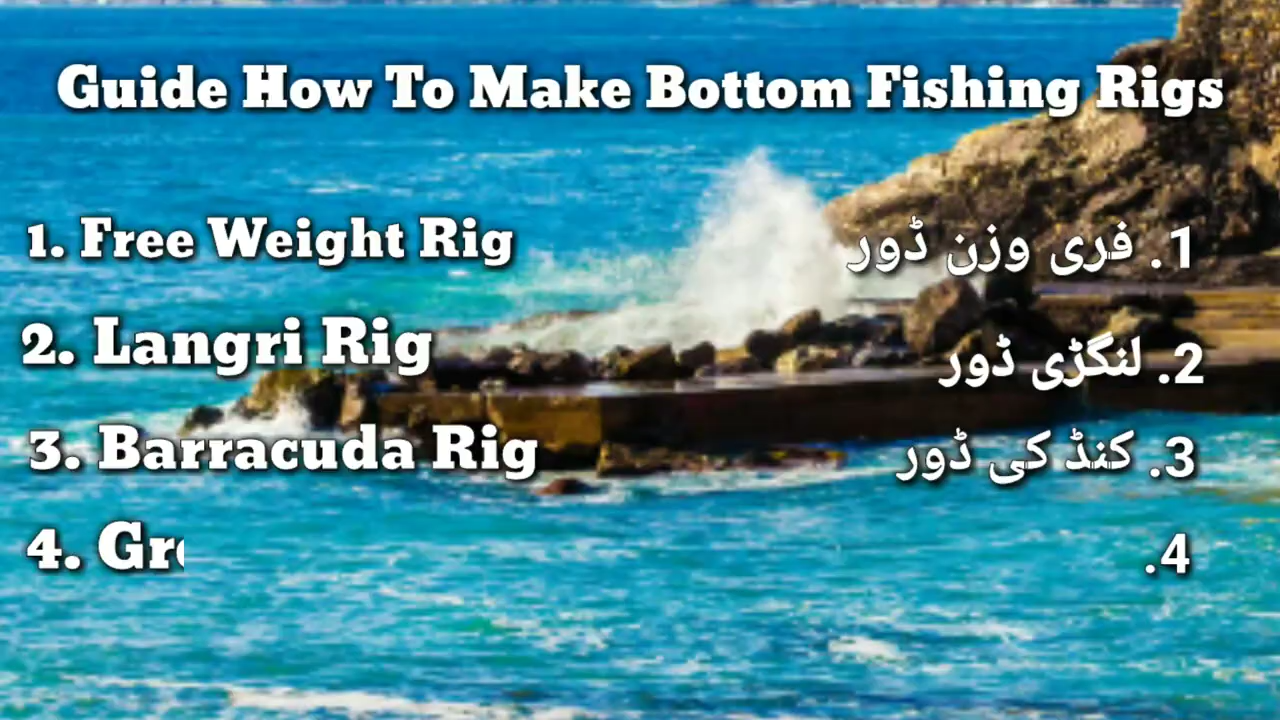 Guide How To Make Bottom Fishing Rigs
1. Free Weight Rig
1. فری وزن ڈور
2. Langri Rig
2. لنگڑی ڈور
3. Barracuda Rig
3. کنڈ کی ڈور
4. Gr
4.